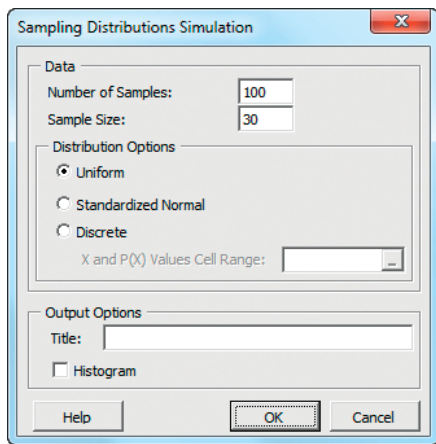 Sampling Distributions Simulation
Data
Number of Samples: 100
Sample Size: 30
Distribution Options
Uniform
Standardized Normal
Discrete
X and P(X) Values Cell Range:
Output Options
Title:
Histogram
Help OK Cancel